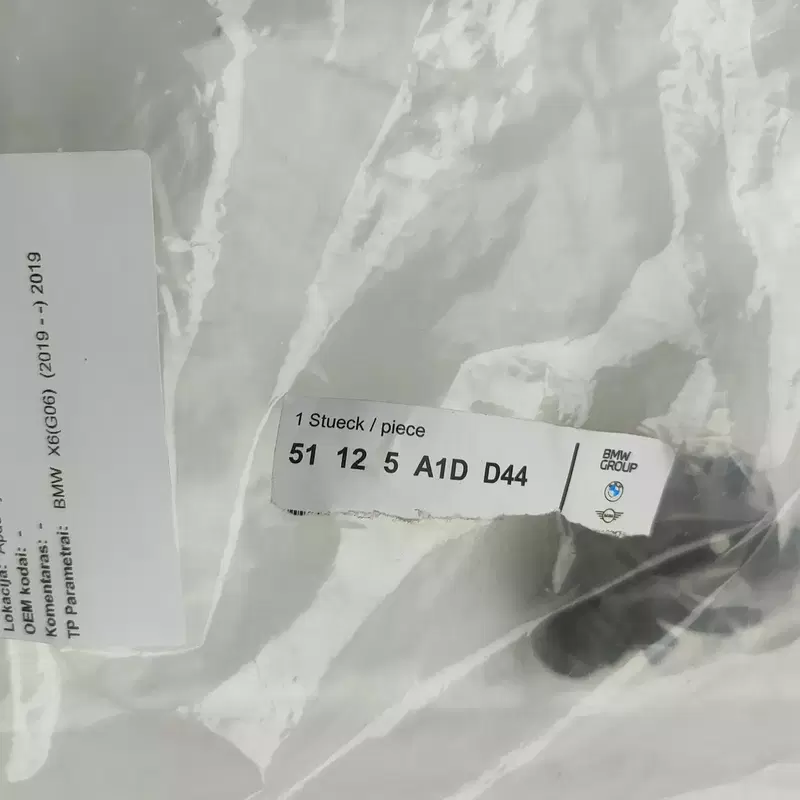 Lokacija:
OEM kodai: -
Komentaras: -
TP Parametrai: BMW X6(G06) (2019 - -) 2019
1 Stueck / piece
51 12 5 A1D D44
BMW
GROUP